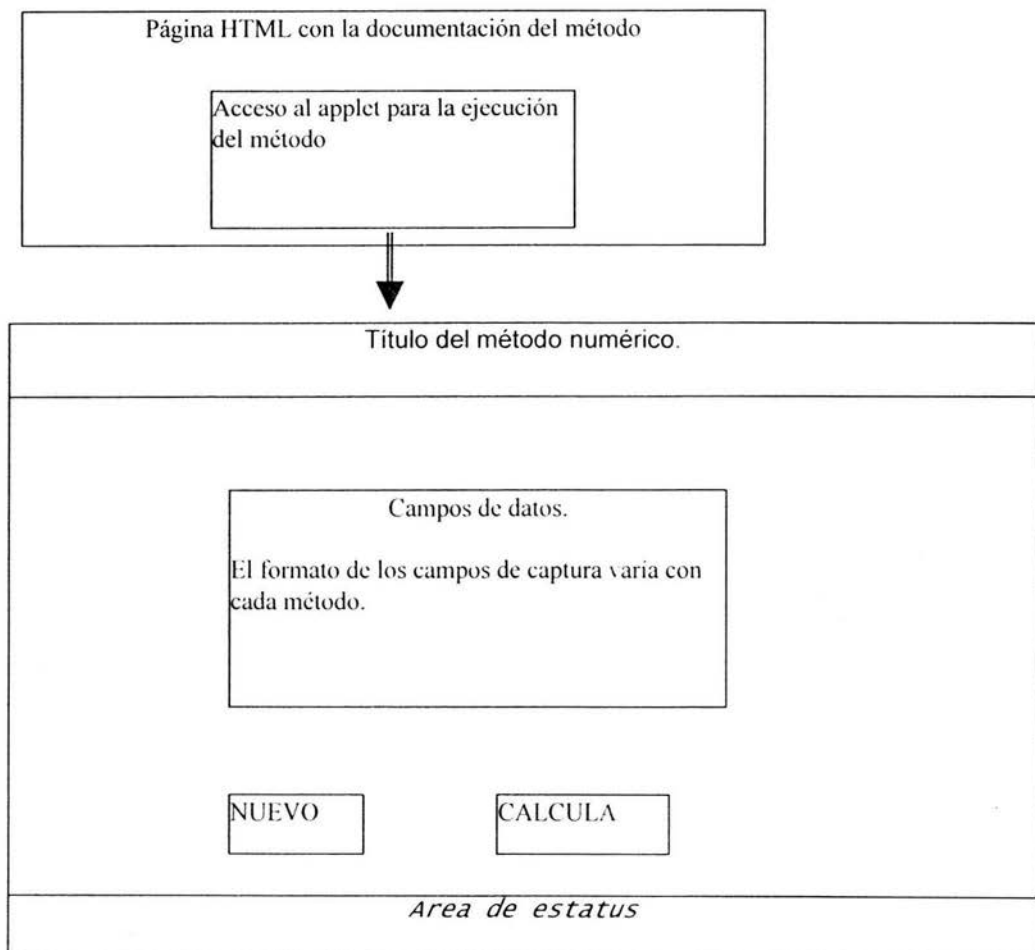 Página HTML con la documentación del método
Acceso al applet para la ejecución
del método
Título del método numérico.
Campos de datos.
El formato de los campos de captura varia con
cada método.
NUEVO
CALCULA
Area de estatus